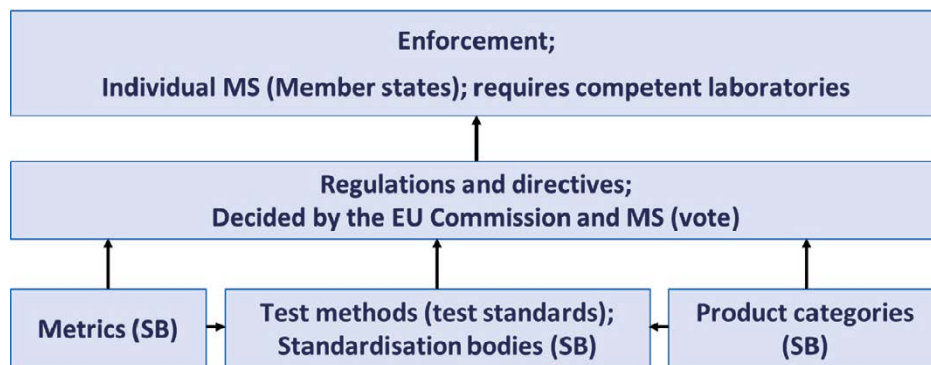 Enforcement;
Individual MS (Member states); requires competent laboratories
Regulations and directives;
Decided by the EU Commission and MS (vote)
Metrics (SB)
Test methods (test standards);
Standardisation bodies (SB)
Product categories
(SB)